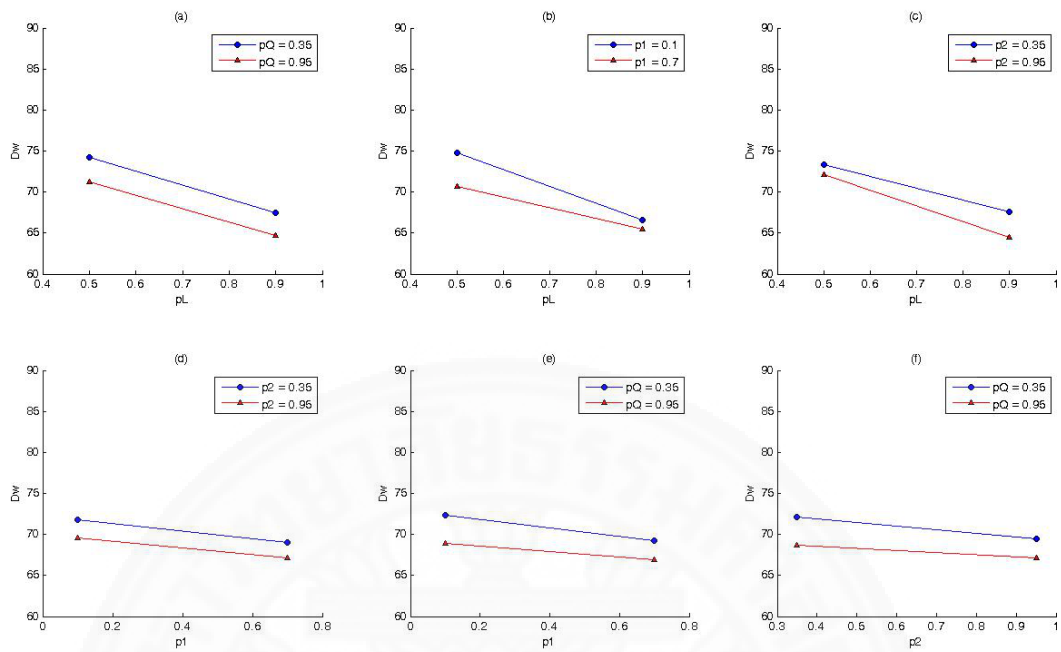 (a)
90
85
80
75
70
65
60
Dw
0.4 0.5 0.6 0.7 0.8 0.9 1
pL
pQ = 0.35
pQ = 0.95
(b)
90
85
80
75
70
65
60
Dw
0.4 0.5 0.6 0.7 0.8 0.9 1
pL
p1 = 0.1
p1 = 0.7
(c)
90
85
80
75
70
65
60
Dw
0.4 0.5 0.6 0.7 0.8 0.9 1
pL
p2 = 0.35
p2 = 0.95
(d)
90
85
80
75
70
65
60
Dw
0 0.2 0.4 0.6 0.8
p1
p2 = 0.35
p2 = 0.95
(e)
90
85
80
75
70
65
60
Dw
0 0.2 0.4 0.6 0.8
p1
pQ = 0.35
pQ = 0.95
(f)
90
85
80
75
70
65
60
Dw
0.3 0.4 0.5 0.6 0.7 0.8 0.9 1
p2
pQ = 0.35
pQ = 0.95